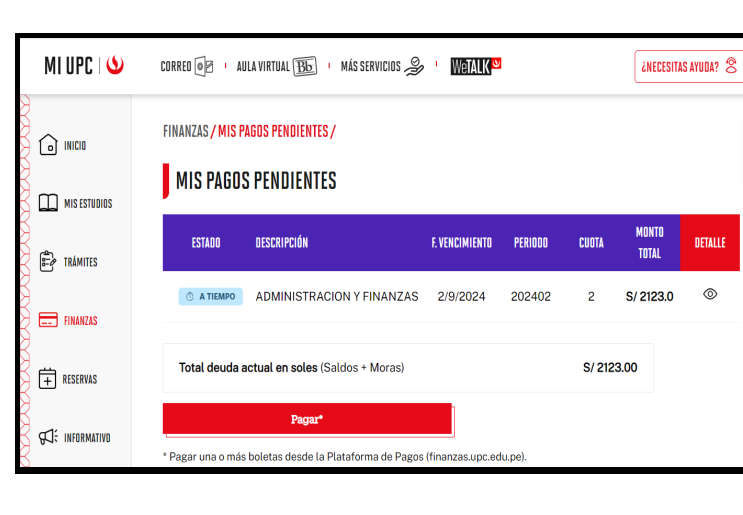 MI UPC
CORREO
AULA VIRTUAL Bb
MÁS SERVICIOS
WeTALK
¿NECESITAS AYUDA?
INICIO
MIS ESTUDIOS
TRÁMITES
FINANZAS
RESERVAS
INFORMATIVO
FINANZAS / MIS PAGOS PENDIENTES /
MIS PAGOS PENDIENTES
ESTADO DESCRIPCIÓN F. VENCIMIENTO PERIODO CUOTA MONTO TOTAL DETALLE
A TIEMPO ADMINISTRACION Y FINANZAS 2/9/2024 202402 2 S/ 2123.0
Total deuda actual en soles (Saldos + Moras) S/ 2123.00
Pagar*
* Pagar una o más boletas desde la Plataforma de Pagos (finanzas.upc.edu.pe).